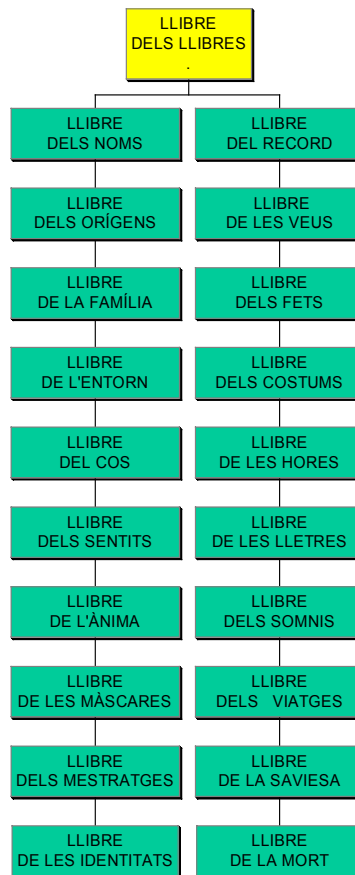 LLIBRE
DELS LLIBRES
.
LLIBRE
DELS NOMS
LLIBRE
DELS ORÍGENS
LLIBRE
DE LA FAMÍLIA
LLIBRE
DE L'ENTORN
LLIBRE
DEL COS
LLIBRE
DELS SENTITS
LLIBRE
DE L'ÀNIMA
LLIBRE
DE LES MÀSCARES
LLIBRE
DELS MESTRATGES
LLIBRE
DE LES IDENTITATS
LLIBRE
DEL RECORD
LLIBRE
DE LES VEUS
LLIBRE
DELS FETS
LLIBRE
DELS COSTUMS
LLIBRE
DE LES HORES
LLIBRE
DE LES LLETRES
LLIBRE
DELS SOMNIS
LLIBRE
DELS VIATGES
LLIBRE
DE LA SAVIESA
LLIBRE
DE LA MORT